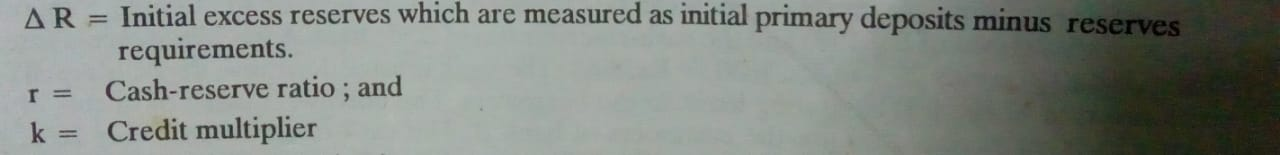 Δ R = Initial excess reserves which are measured as initial primary deposits minus reserves
requirements.
r = Cash-reserve ratio ; and
k = Credit multiplier